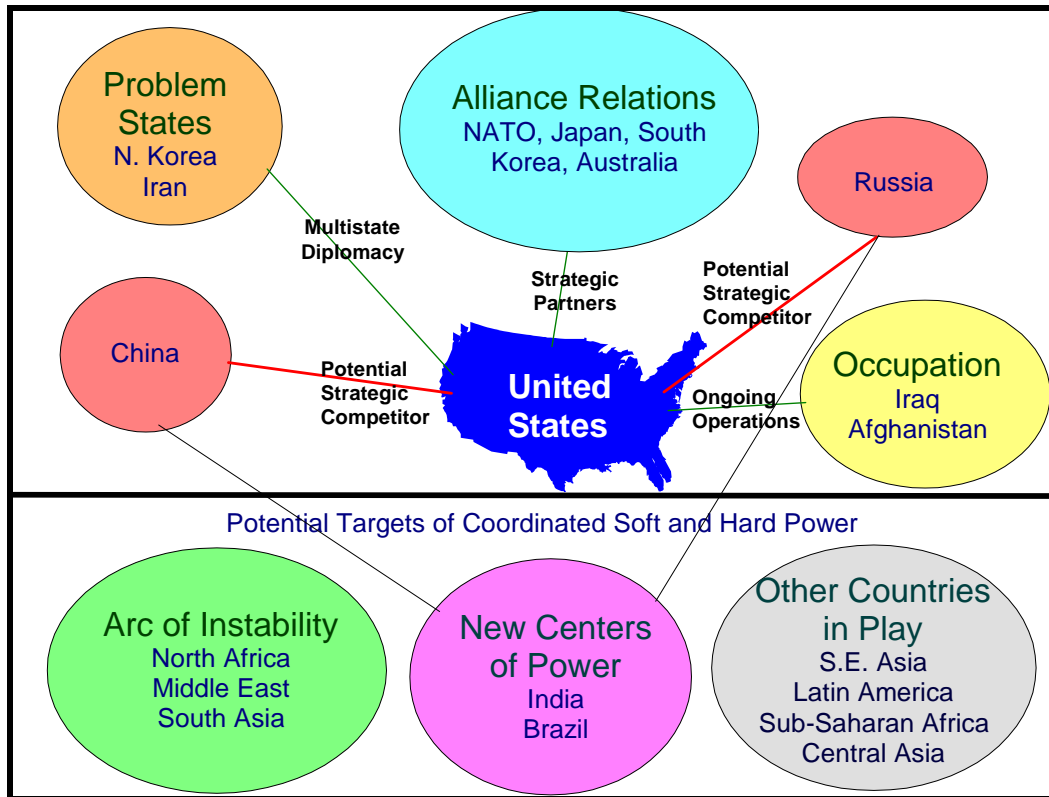 Problem
States
N. Korea
Iran
Alliance Relations
NATO, Japan, South
Korea, Australia
Russia
Multistate
Diplomacy
Strategic
Partners
Potential
Strategic
Competitor
China
Potential
Strategic
Competitor
United
States
Ongoing
Operations
Occupation
Iraq
Afghanistan
Potential Targets of Coordinated Soft and Hard Power
Arc of Instability
North Africa
Middle East
South Asia
New Centers
of Power
India
Brazil
Other Countries
in Play
S.E. Asia
Latin America
Sub-Saharan Africa
Central Asia